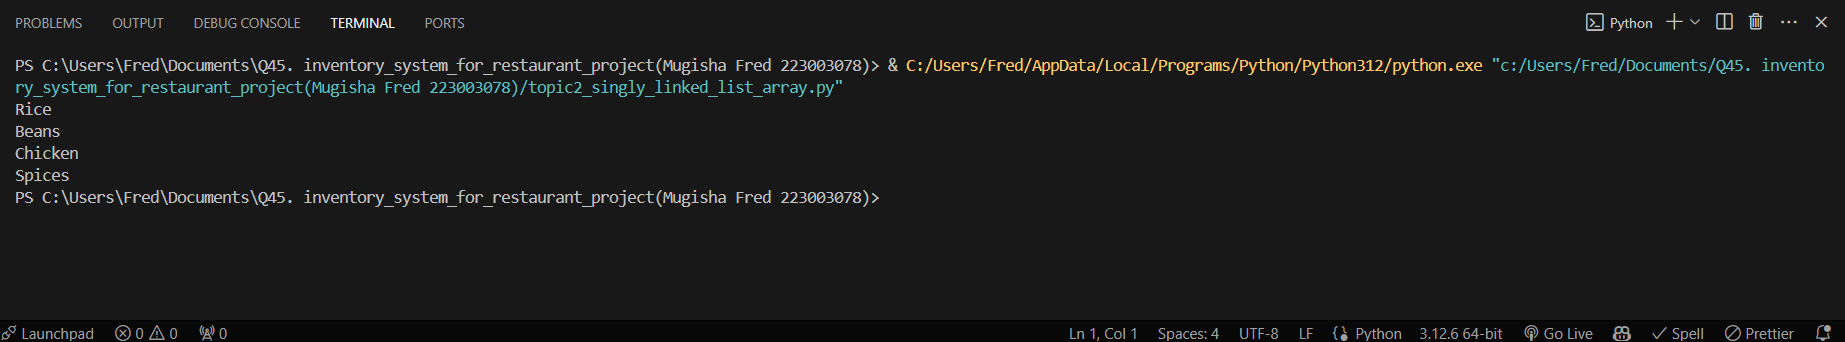 PROBLEMS OUTPUT DEBUG CONSOLE TERMINAL PORTS Python
PS C:\Users\Fred\Documents\Q45. inventory_system_for_restaurant_project(Mugisha Fred 223003078)> & C:/Users/Fred/AppData/Local/Programs/Python/Python312/python.exe "c:/Users/Fred/Documents/Q45. invento
ry_system_for_restaurant_project(Mugisha Fred 223003078)/topic2_singly_linked_list_array.py"
Rice
Beans
Chicken
Spices
PS C:\Users\Fred\Documents\Q45. inventory_system_for_restaurant_project(Mugisha Fred 223003078)>
Launchpad 0 0 0 Ln 1, Col 1 Spaces: 4 UTF-8 LF Python 3.12.6 64-bit Go Live Spell Prettier